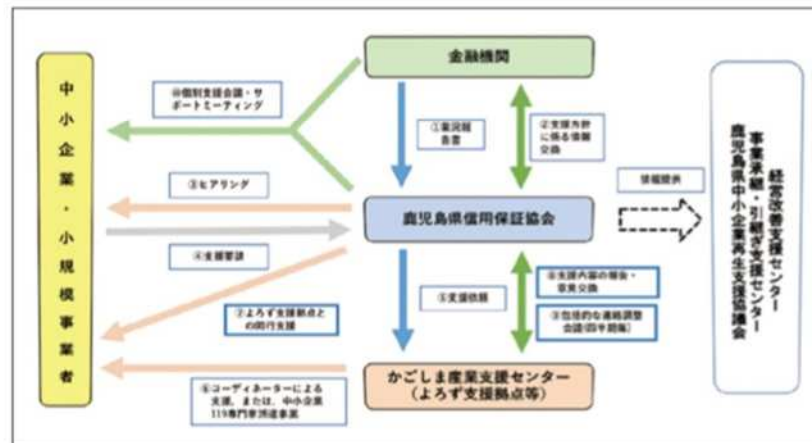 金融機関
中小企業・小規模事業者
⑩個別支援会議・サ
ポートミーティング
①業況報
告書
②支援方針
に係る情報
交換
③ヒアリング
鹿児島県信用保証協会
情報提供
経営改善支援センター
事業承継・引継ぎ支援センター
鹿児島県中小企業再生支援協議会
④支援要請
⑤支援依頼
⑧支援内容の報告・
意見交換
⑦よろず支援拠点と
の同行支援
⑨包括的な連絡調整
会議(四半期毎)
⑥コーディネーターによる
支援、または、中小企業
119専門家派遣事業
かごしま産業支援センター
(よろず支援拠点等)